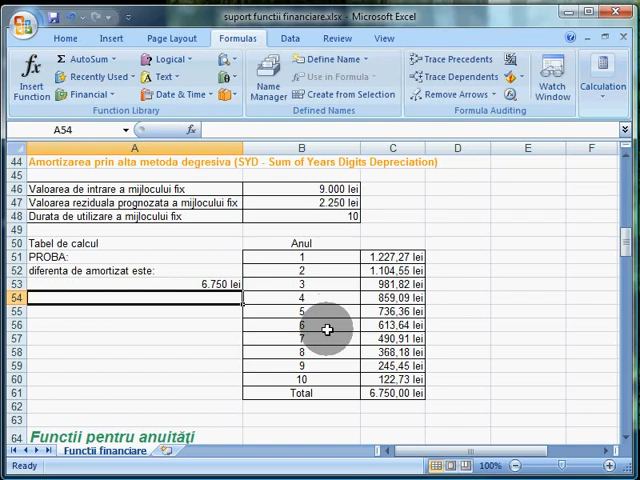 suport functii financiare.xlsx - Microsoft Excel
Home Insert Page Layout Formulas Data Review View
fx Insert Function
AutoSum Logical
Recently Used Text
Financial Date & Time
Function Library
Name Manager
Define Name
Use in Formula
Create from Selection
Defined Names
Trace Precedents
Trace Dependents
Remove Arrows
Formula Auditing
Watch Window
Calculation
A54 fx
A B C D E F
44 Amortizarea prin alta metoda degresiva (SYD - Sum of Years Digits Depreciation)
45
46 Valoarea de intrare a mijlocului fix 9.000 lei
47 Valoarea reziduala prognozata a mijlocului fix 2.250 lei
48 Durata de utilizare a mijlocului fix 10
49
50 Tabel de calcul Anul
51 PROBA: 1 1.227,27 lei
52 diferenta de amortizat este: 2 1.104,55 lei
53 6.750 lei 3 981,82 lei
54 4 859,09 lei
55 5 736,36 lei
56 6 613,64 lei
57 7 490,91 lei
58 8 368,18 lei
59 9 245,45 lei
60 10 122,73 lei
61 Total 6.750,00 lei
62
63
64 Functii pentru anuităţi
Functii financiare
Ready 100%